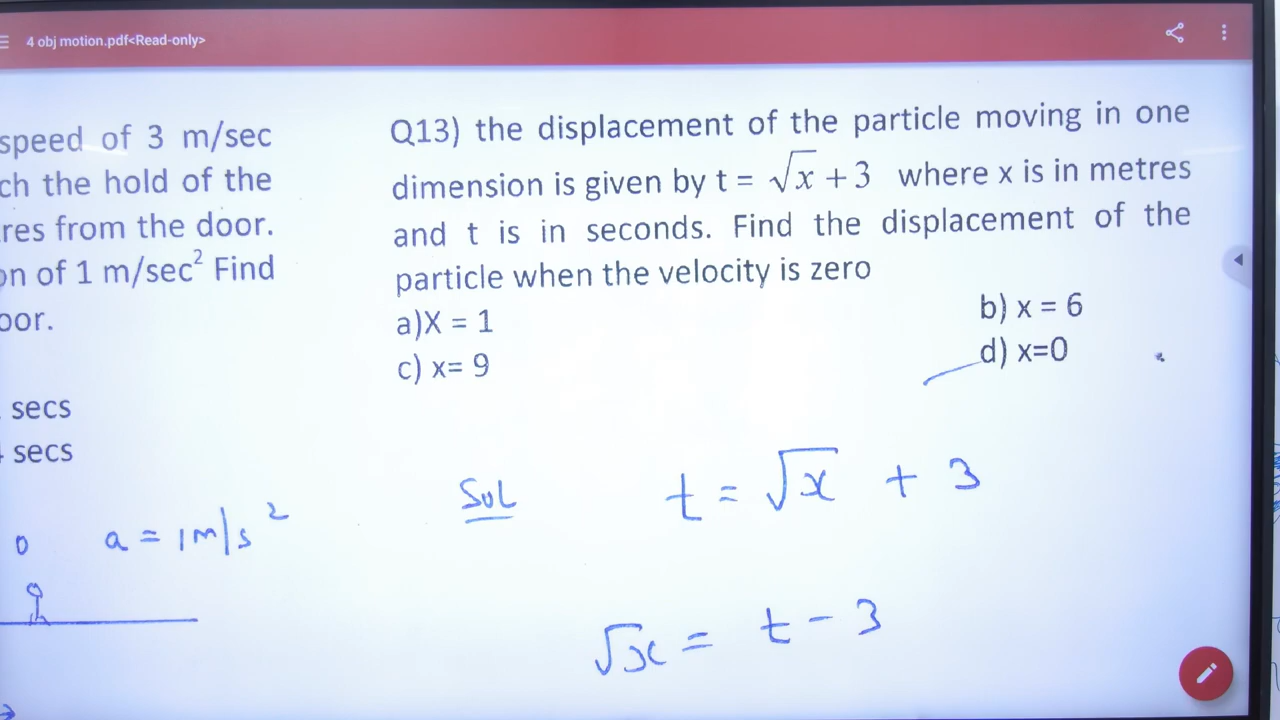 4 obj motion.pdf<Read-only>
speed of 3 m/sec
ch the hold of the
res from the door.
on of 1 m/sec² Find
oor.
secs
secs
0 a = 1m/s²
Q13) the displacement of the particle moving in one
dimension is given by t = √x + 3 where x is in metres
and t is in seconds. Find the displacement of the
particle when the velocity is zero
a)X = 1 b) x = 6
c) x= 9 d) x=0
Sol t = √x + 3
√x = t - 3